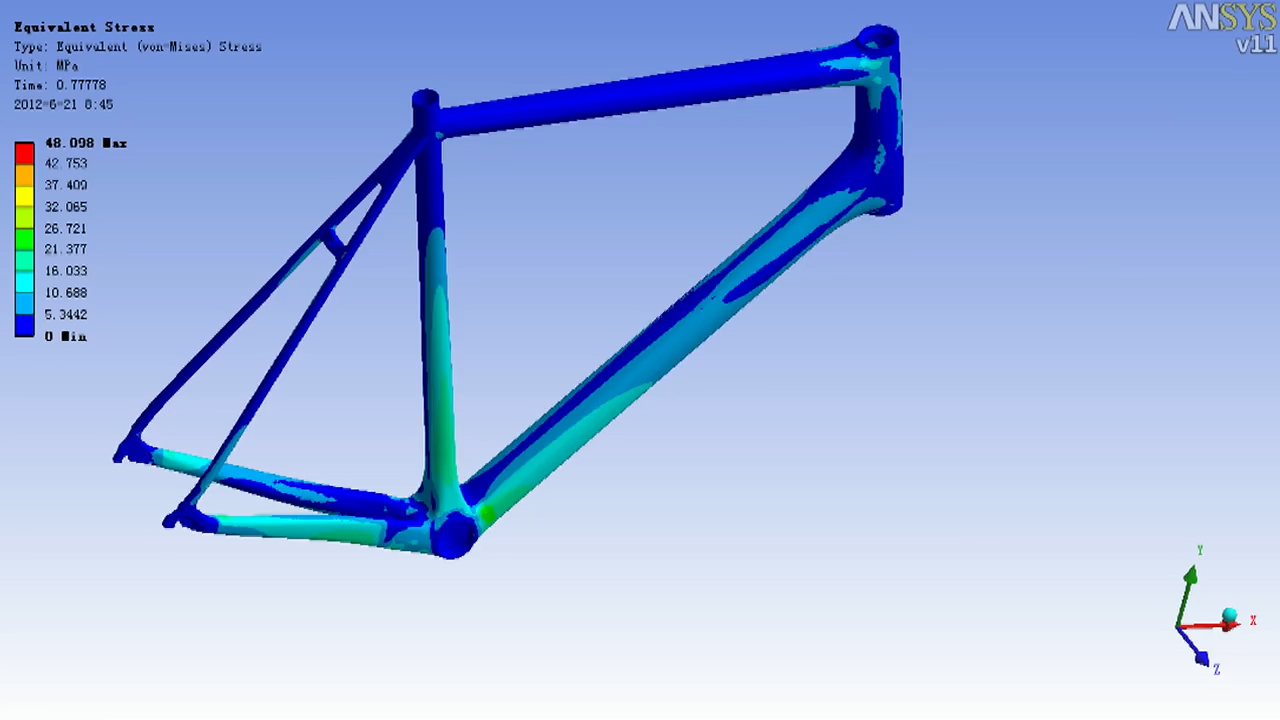 Equivalent Stress
Type: Equivalent (von-Mises) Stress
Unit: MPa
Time: 0.77778
2012-6-21 8:45
48.098 Max
42.753
37.409
32.065
26.721
21.377
16.033
10.688
5.3442
0 Min
ANSYS
v11
Y
X
Z